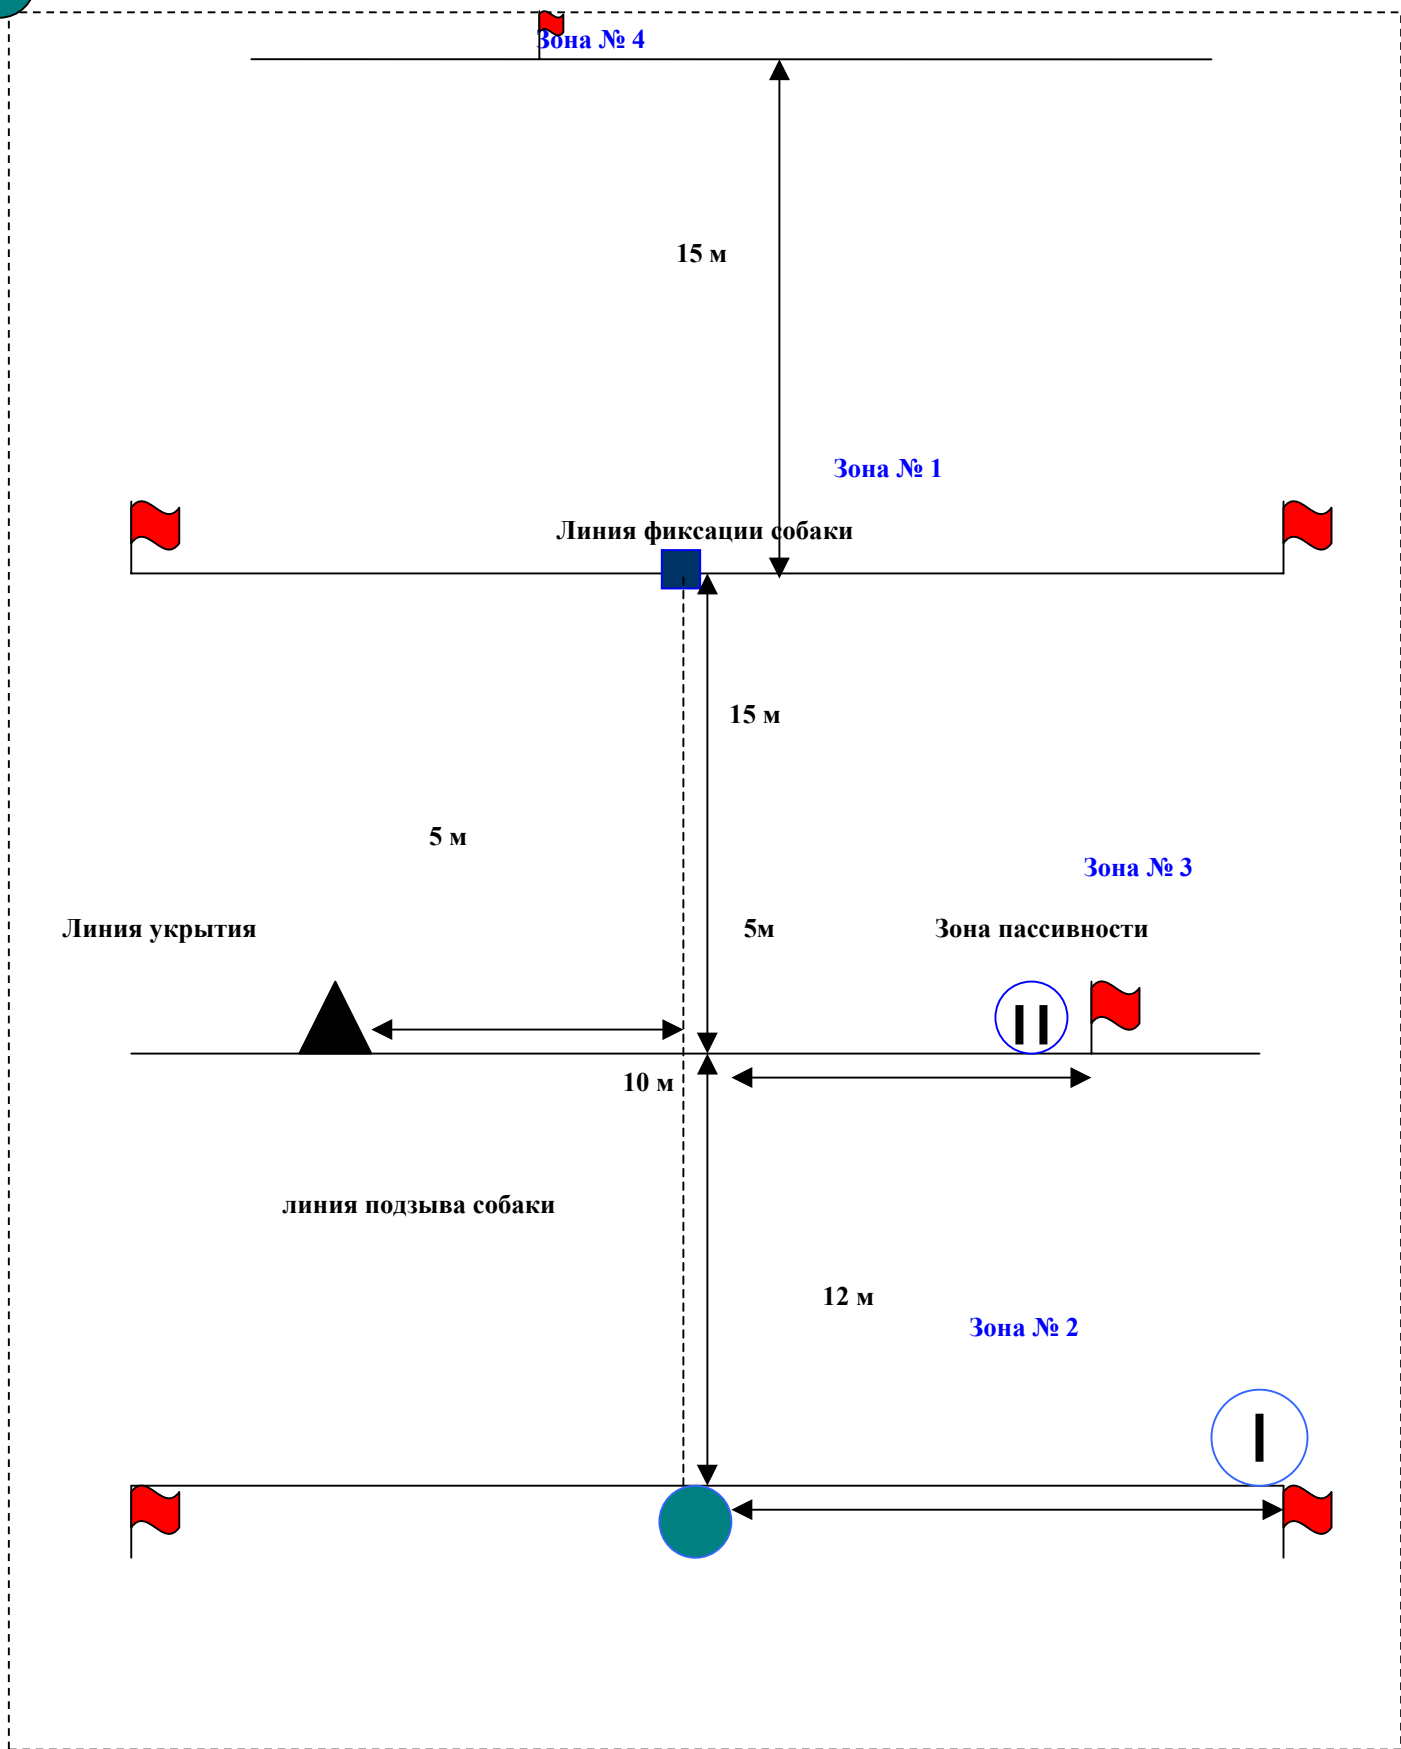 Зона № 4
15 м
Зона № 1
Линия фиксации собаки
15 м
5 м
Зона № 3
Линия укрытия
5м
Зона пассивности
II
10 м
линия подзыва собаки
12 м
Зона № 2
I